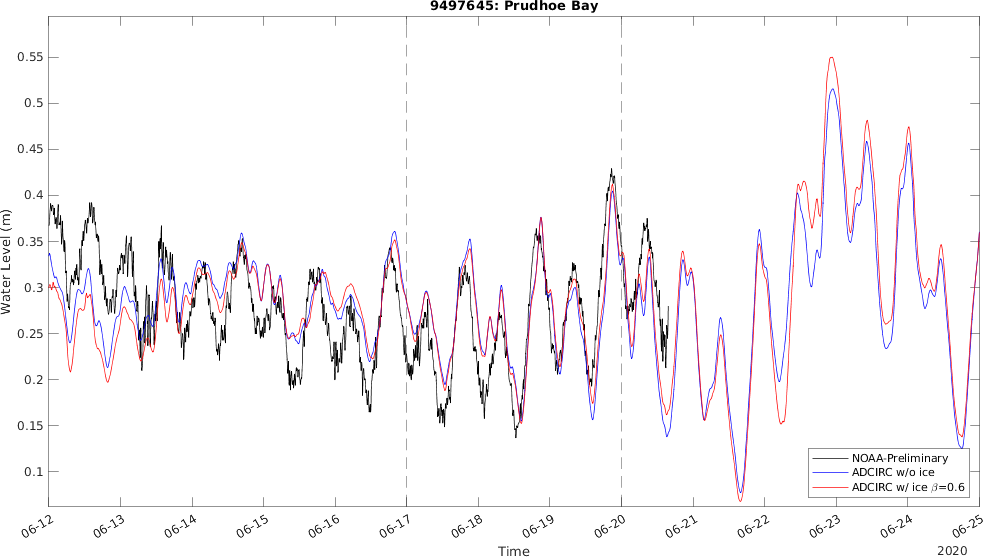 9497645: Prudhoe Bay
Water Level (m)
0.55
0.5
0.45
0.4
0.35
0.3
0.25
0.2
0.15
0.1
NOAA-Preliminary
ADCIRC w/o ice
ADCIRC w/ ice β=0.6
06-12 06-13 06-14 06-15 06-16 06-17 06-18 06-19 06-20 06-21 06-22 06-23 06-24 06-25
Time
2020